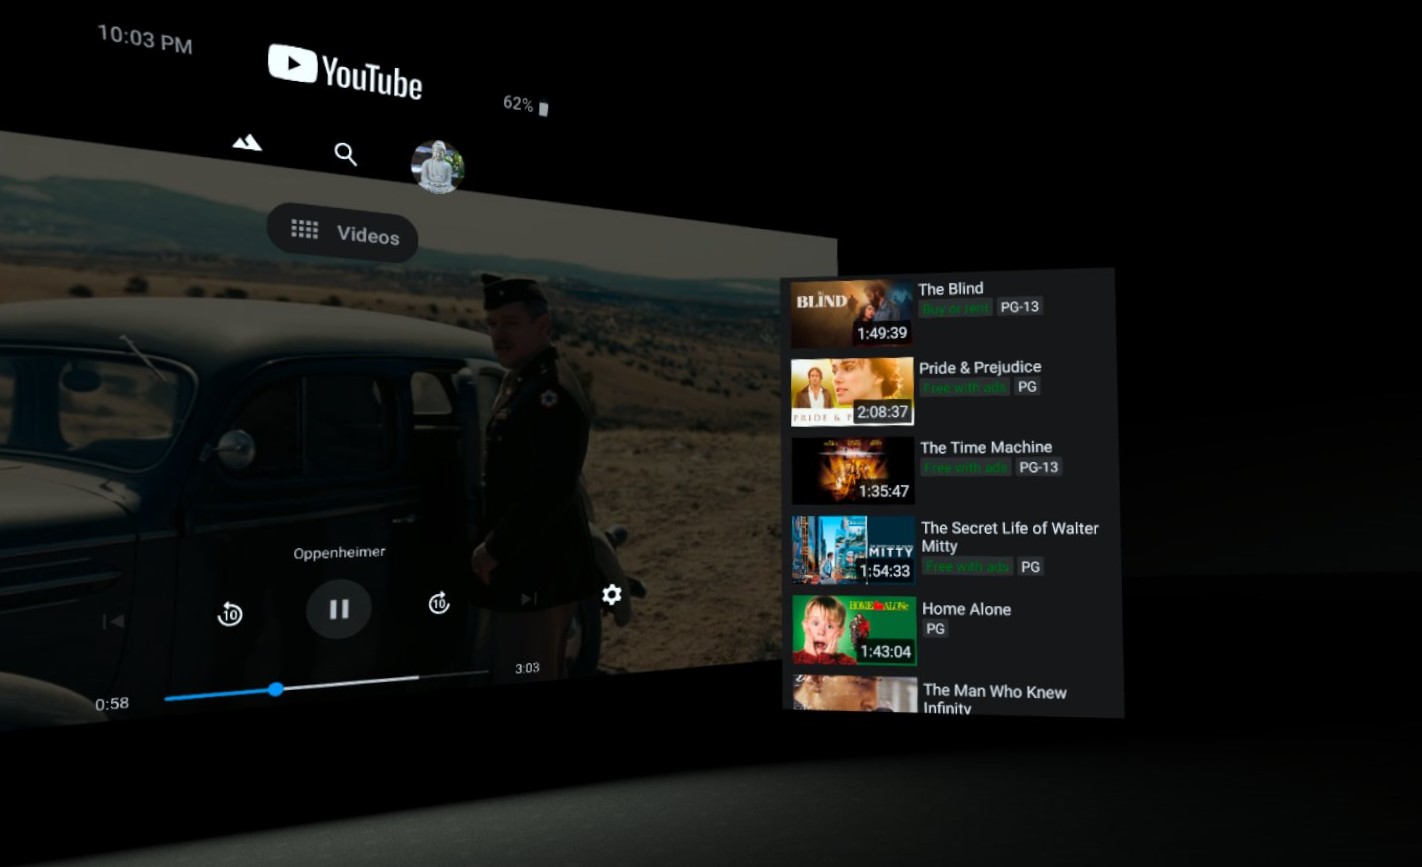 10:03 PM
YouTube
62%
Videos
Oppenheimer
10
10
0:58
3:03
BLIND
1:49:39
The Blind
Buy or rent
PG-13
PRIDE & P
2:08:37
Pride & Prejudice
Free with ads
PG
1:35:47
The Time Machine
Free with ads
PG-13
MITTY
1:54:33
The Secret Life of Walter
Mitty
Free with ads
PG
HOME ALONE
1:43:04
Home Alone
PG
The Man Who Knew
Infinity